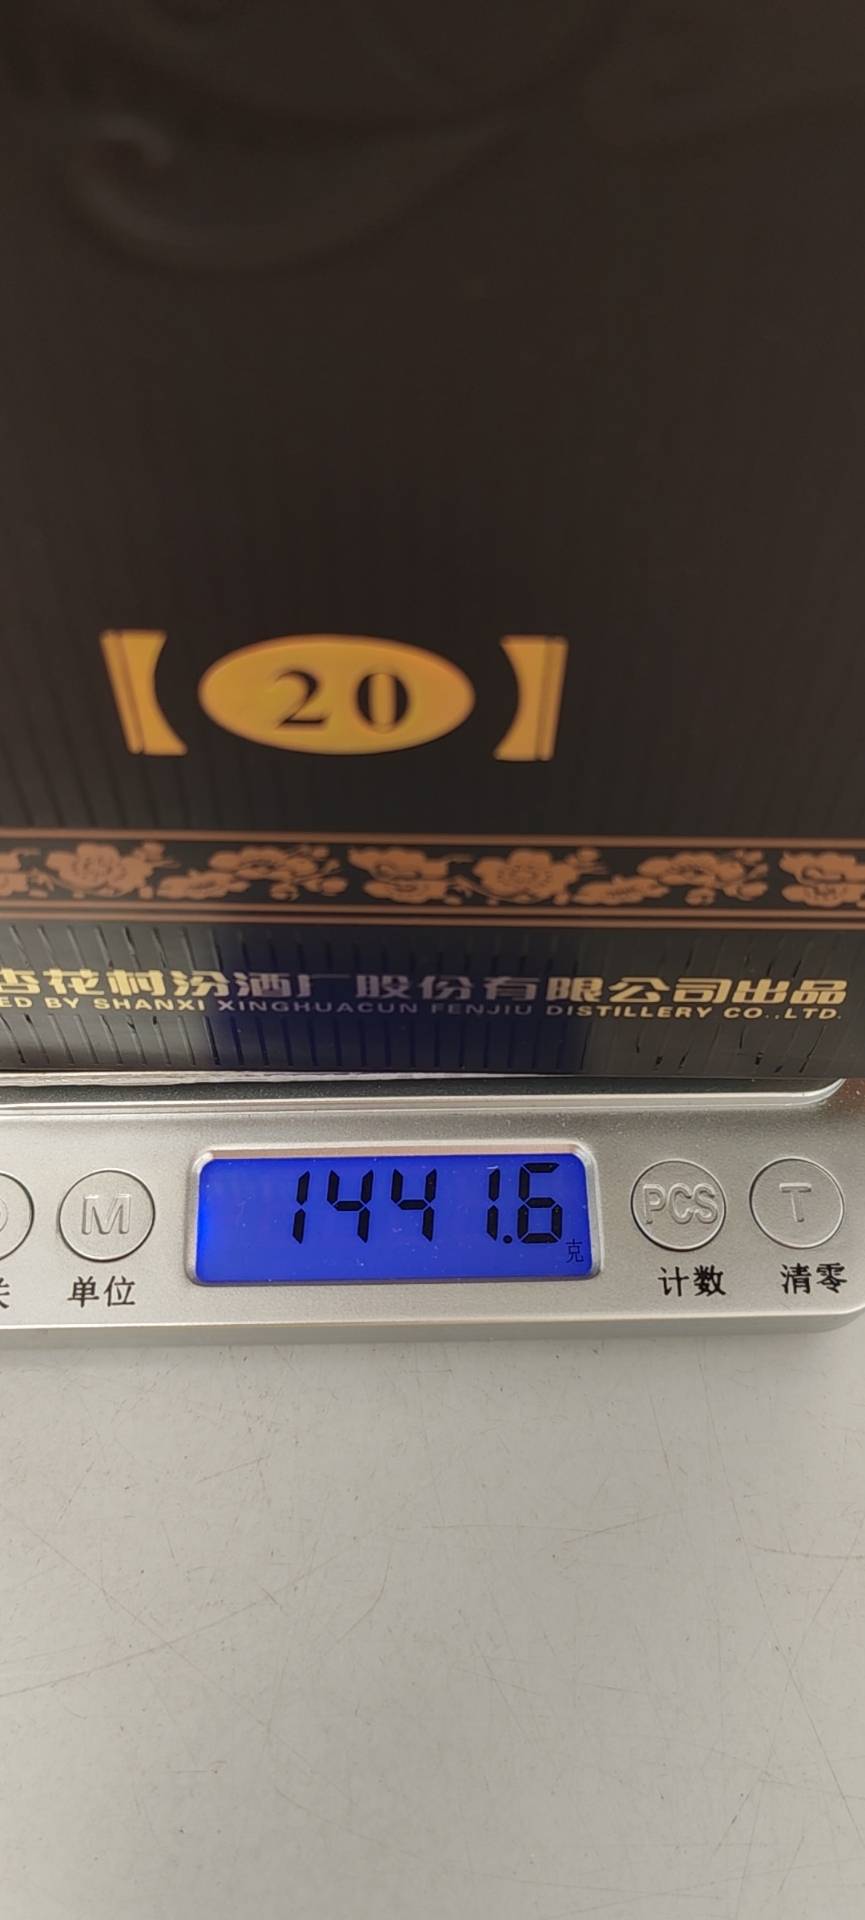 20
杏花村汾酒厂股份有限公司出品
ED BY SHANXI XINGHUACUN FENJIU DISTILLERY CO.,LTD.
1441.6
克
M
PCS
T
单位
计数
清零